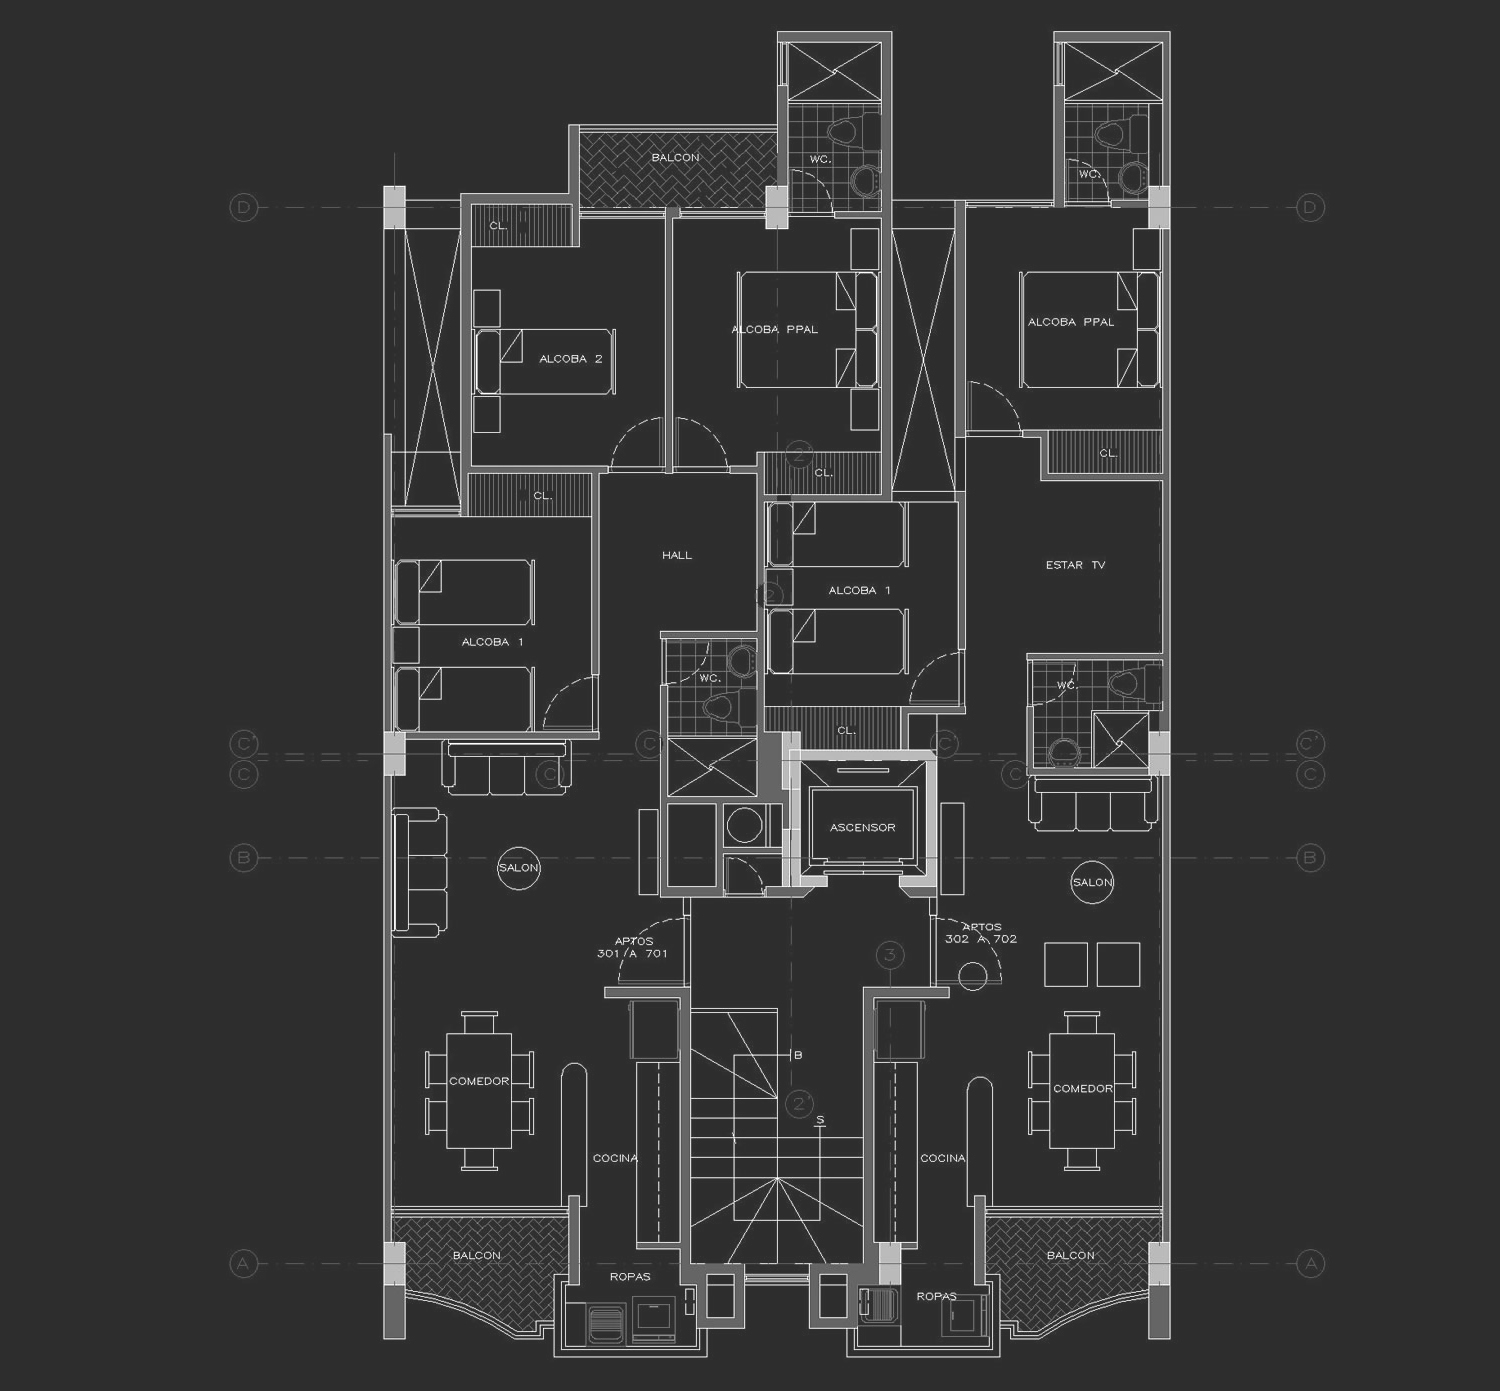 BALCON
WC.
WC.
D
D
CL.
ALCOBA PPAL
ALCOBA PPAL
ALCOBA 2
2'
CL.
CL.
CL.
HALL
ESTAR TV
ALCOBA 1
2
ALCOBA 1
WC.
WC.
CL.
C'
C
C'
C'
C'
C
C
C
C
ASCENSOR
B
B
SALON
SALON
APTOS
301 A 701
APTOS
302 A 702
3
B
COMEDOR
COMEDOR
2'
S
COCINA
COCINA
BALCON
BALCON
A
A
ROPAS
ROPAS